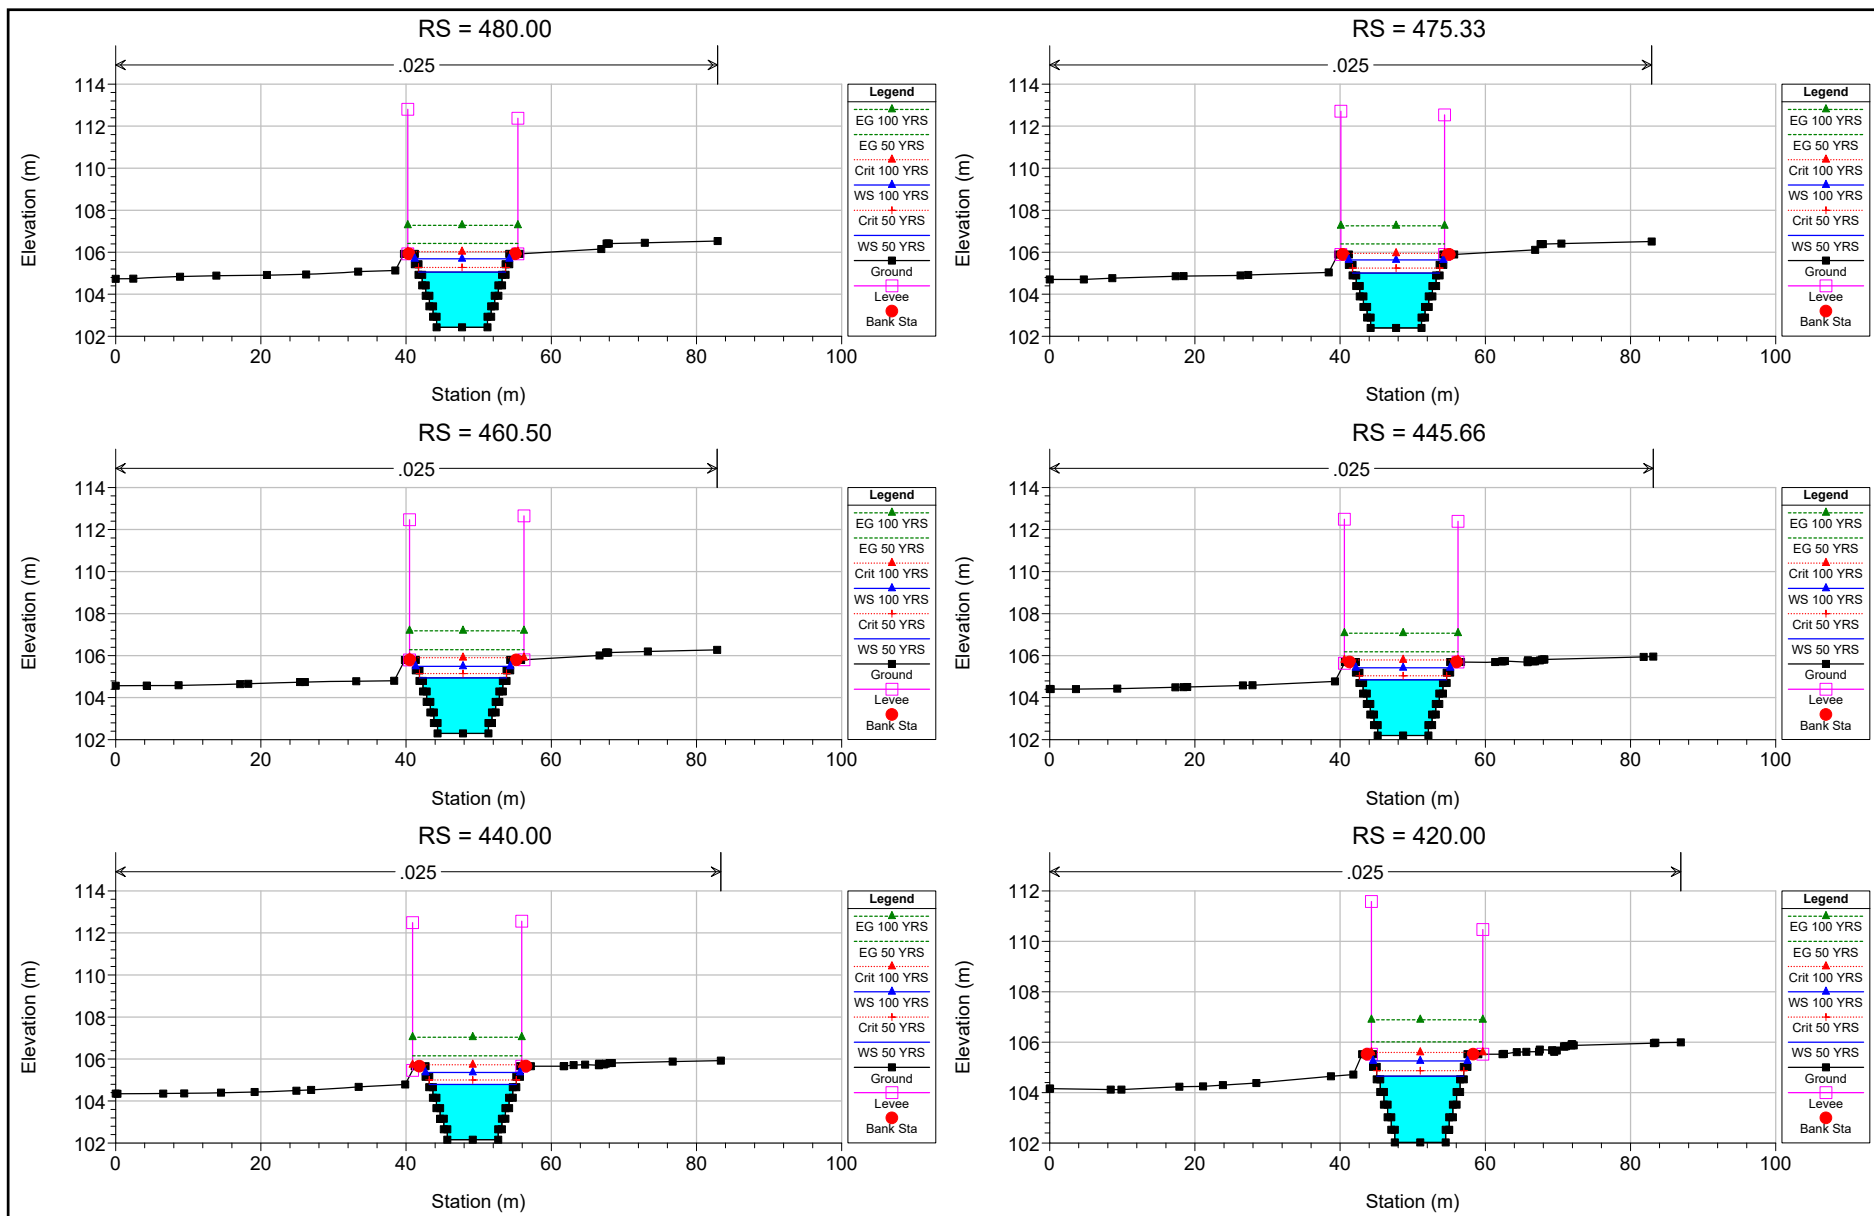 RS = 480.00
.025
Elevation (m)
114
112
110
108
106
104
102
0 20 40 60 80 100
Station (m)
Legend
EG 100 YRS
EG 50 YRS
Crit 100 YRS
WS 100 YRS
Crit 50 YRS
WS 50 YRS
Ground
Levee
Bank Sta
RS = 475.33
.025
Elevation (m)
114
112
110
108
106
104
102
0 20 40 60 80 100
Station (m)
Legend
EG 100 YRS
EG 50 YRS
Crit 100 YRS
WS 100 YRS
Crit 50 YRS
WS 50 YRS
Ground
Levee
Bank Sta
RS = 460.50
.025
Elevation (m)
114
112
110
108
106
104
102
0 20 40 60 80 100
Station (m)
Legend
EG 100 YRS
EG 50 YRS
Crit 100 YRS
WS 100 YRS
Crit 50 YRS
WS 50 YRS
Ground
Levee
Bank Sta
RS = 445.66
.025
Elevation (m)
114
112
110
108
106
104
102
0 20 40 60 80 100
Station (m)
Legend
EG 100 YRS
EG 50 YRS
Crit 100 YRS
WS 100 YRS
Crit 50 YRS
WS 50 YRS
Ground
Levee
Bank Sta
RS = 440.00
.025
Elevation (m)
114
112
110
108
106
104
102
0 20 40 60 80 100
Station (m)
Legend
EG 100 YRS
EG 50 YRS
Crit 100 YRS
WS 100 YRS
Crit 50 YRS
WS 50 YRS
Ground
Levee
Bank Sta
RS = 420.00
.025
Elevation (m)
112
110
108
106
104
102
0 20 40 60 80 100
Station (m)
Legend
EG 100 YRS
EG 50 YRS
Crit 100 YRS
WS 100 YRS
Crit 50 YRS
WS 50 YRS
Ground
Levee
Bank Sta